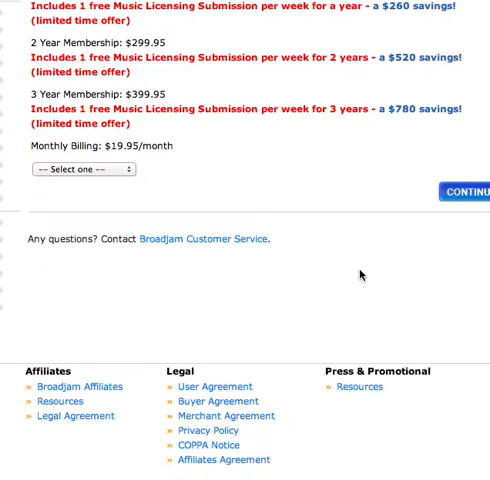 Includes 1 free Music Licensing Submission per week for a year - a $260 savings!
(limited time offer)
2 Year Membership: $299.95
Includes 1 free Music Licensing Submission per week for 2 years - a $520 savings!
(limited time offer)
3 Year Membership: $399.95
Includes 1 free Music Licensing Submission per week for 3 years - a $780 savings!
(limited time offer)
Monthly Billing: $19.95/month
-- Select one --
CONTINU
Any questions? Contact Broadjam Customer Service.
Affiliates
» Broadjam Affiliates
» Resources
» Legal Agreement
Legal
» User Agreement
» Buyer Agreement
» Merchant Agreement
» Privacy Policy
» COPPA Notice
» Affiliates Agreement
Press & Promotional
» Resources